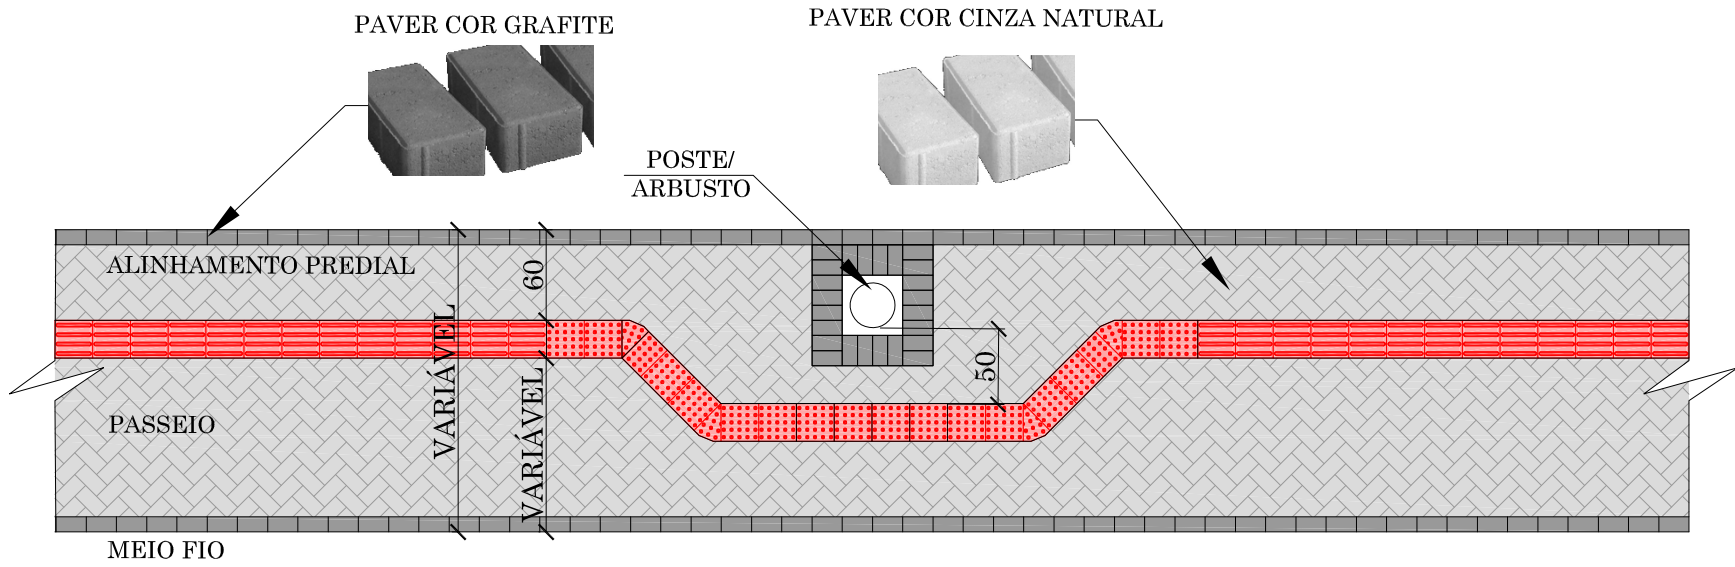 PAVER COR GRAFITE
PAVER COR CINZA NATURAL
POSTE/
ARBUSTO
ALINHAMENTO PREDIAL
60
VARIÁVEL
VARIÁVEL
50
PASSEIO
MEIO FIO